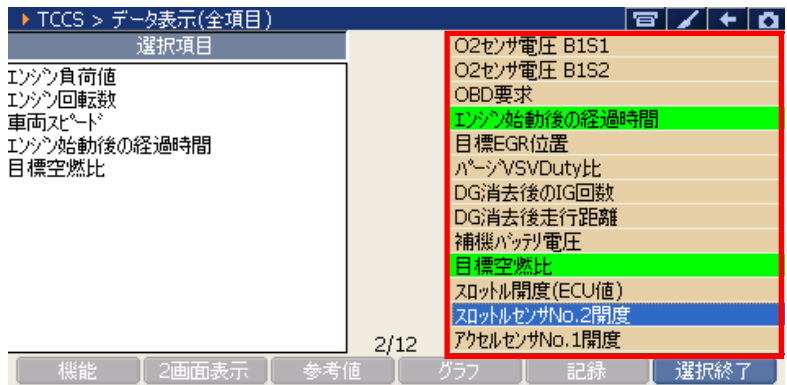 TCCS > データ表示(全項目)
選択項目
エンジン負荷値
エンジン回転数
車両スピード
エンジン始動後の経過時間
目標空燃比
O2センサ電圧 B1S1
O2センサ電圧 B1S2
OBD要求
エンジン始動後の経過時間
目標EGR位置
パージVSVDuty比
DG消去後のIG回数
DG消去後走行距離
補機バッテリ電圧
目標空燃比
スロットル開度(ECU値)
スロットルセンサNo.2開度
アクセルセンサNo.1開度
2/12
機能
2画面表示
参考値
グラフ
記録
選択終了